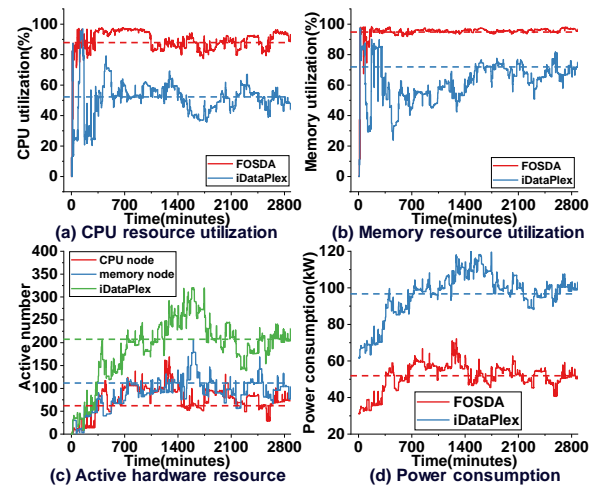 100
80
60
40
20
0
CPU utilization(%)
FOSDA
iDataPlex
0 700 1400 2100 2800
Time(minutes)
(a) CPU resource utilization
100
80
60
40
20
0
Memory utilization(%)
FOSDA
iDataPlex
0 700 1400 2100 2800
Time(minutes)
(b) Memory resource utilization
400
350
300
250
200
150
100
50
0
Active number
CPU node
memory node
iDataPlex
0 700 1400 2100 2800
Time(minutes)
(c) Active hardware resource
120
100
80
60
40
20
Power consumption(kW)
FOSDA
iDataPlex
0 700 1400 2100 2800
Time(minutes)
(d) Power consumption